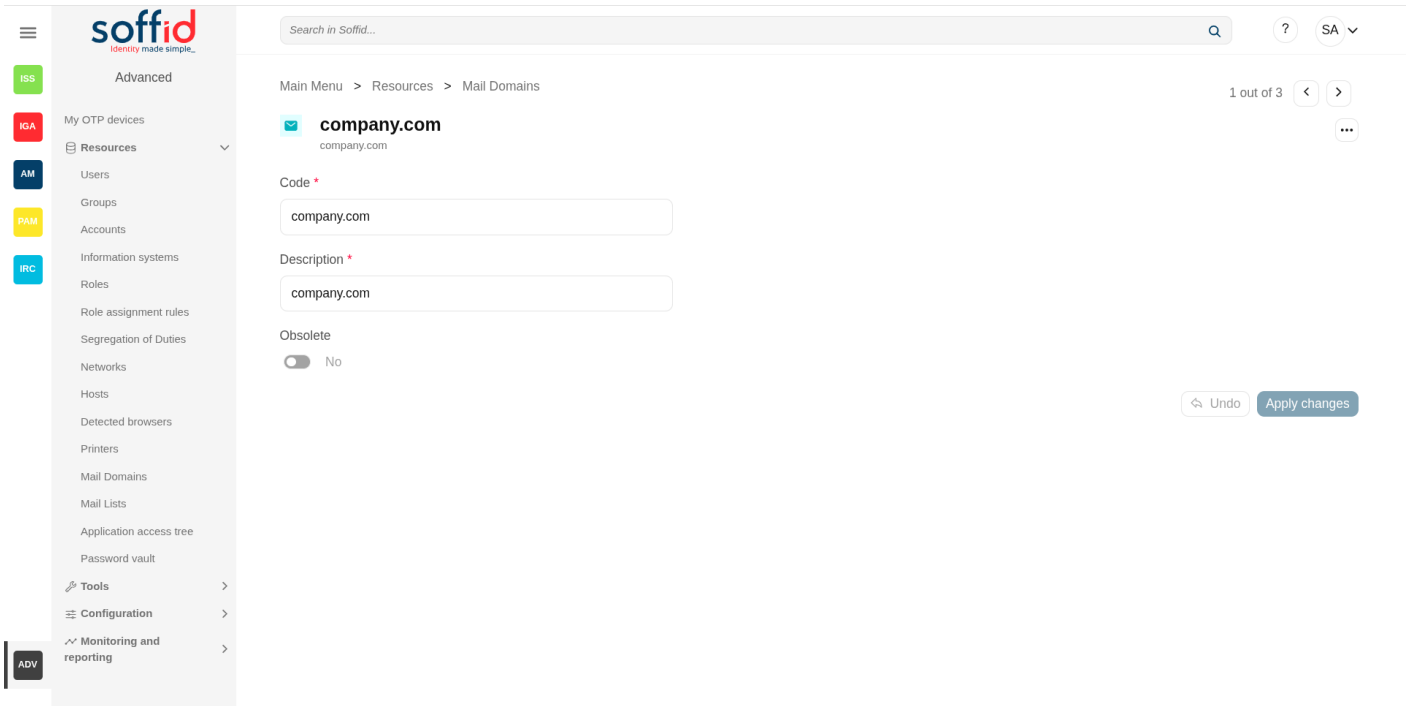 soffid
Identity made simple_
Search in Soffid...
?
SA
ISS
IGA
AM
PAM
IRC
ADV
Advanced
My OTP devices
Resources
Users
Groups
Accounts
Information systems
Roles
Role assignment rules
Segregation of Duties
Networks
Hosts
Detected browsers
Printers
Mail Domains
Mail Lists
Application access tree
Password vault
Tools
Configuration
Monitoring and
reporting
Main Menu > Resources > Mail Domains
1 out of 3
company.com
company.com
Code *
company.com
Description *
company.com
Obsolete
No
Undo
Apply changes